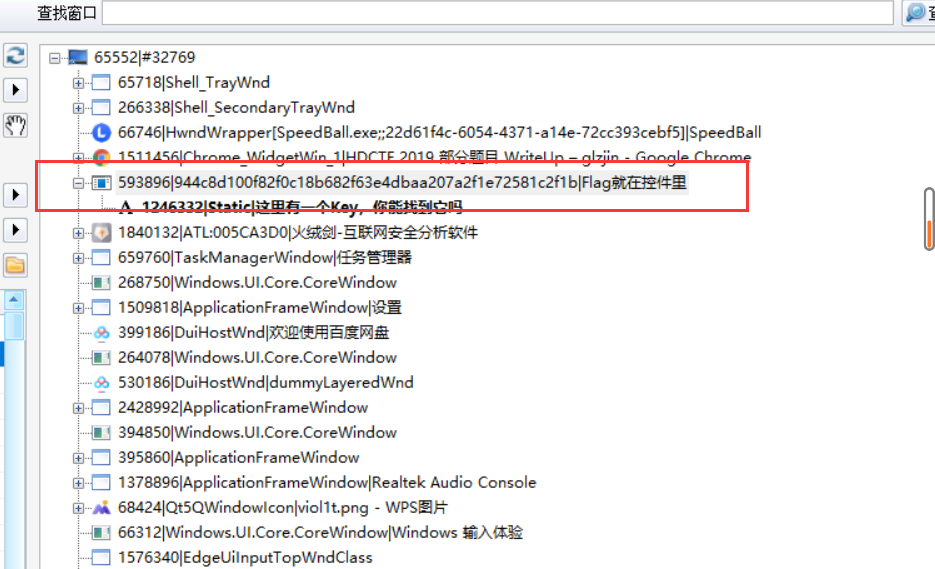 查找窗口
查
65552|#32769
65718|Shell_TrayWnd
266338|Shell_SecondaryTrayWnd
66746|HwndWrapper[SpeedBall.exe;;22d61f4c-6054-4371-a14e-72cc393cebf5]|SpeedBall
1511456|Chrome_WidgetWin_1|HDCTF 2019 部分题目 WriteUp – glzjin - Google Chrome
593896|944c8d100f82f0c18b682f63e4dbaa207a2f1e72581c2f1b|Flag就在控件里
1246332|Static|这里有一个Key，你能找到它吗
1840132|ATL:005CA3D0|火绒剑-互联网安全分析软件
659760|TaskManagerWindow|任务管理器
268750|Windows.UI.Core.CoreWindow
1509818|ApplicationFrameWindow|设置
399186|DuiHostWnd|欢迎使用百度网盘
264078|Windows.UI.Core.CoreWindow
530186|DuiHostWnd|dummyLayeredWnd
2428992|ApplicationFrameWindow
394850|Windows.UI.Core.CoreWindow
395860|ApplicationFrameWindow
1378896|ApplicationFrameWindow|Realtek Audio Console
68424|Qt5QWindowIcon|viol1t.png - WPS图片
66312|Windows.UI.Core.CoreWindow|Windows 输入体验
1576340|EdgeUiInputTopWndClass